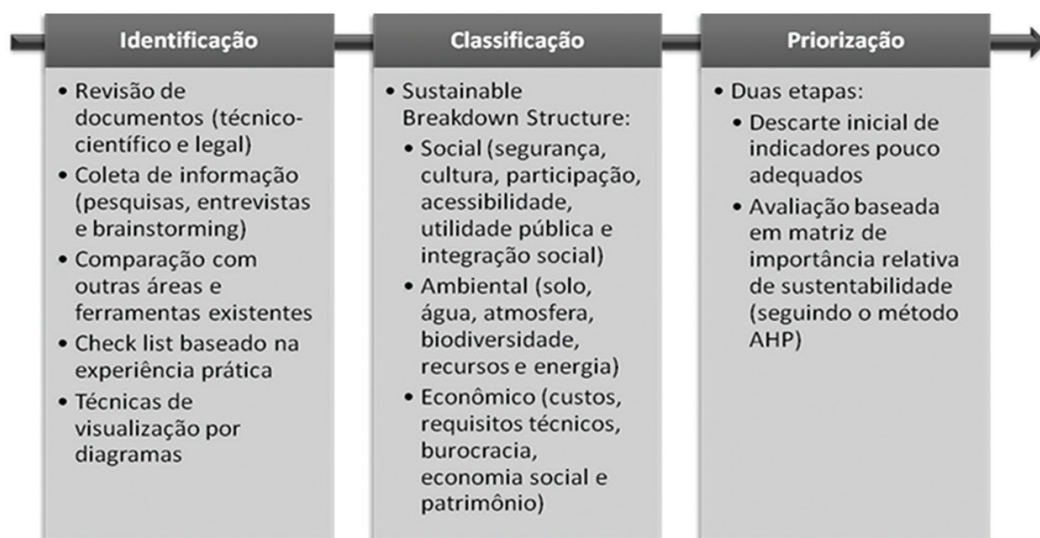 Identificação
• Revisão de
documentos (técnico-
científico e legal)
• Coleta de informação
(pesquisas, entrevistas
e brainstorming)
• Comparação com
outras áreas e
ferramentas existentes
• Check list baseado na
experiência prática
• Técnicas de
visualização por
diagramas
Classificação
• Sustainable
Breakdown Structure:
• Social (segurança,
cultura, participação,
acessibilidade,
utilidade pública e
integração social)
• Ambiental (solo,
água, atmosfera,
biodiversidade,
recursos e energia)
• Econômico (custos,
requisitos técnicos,
burocracia,
economia social e
patrimônio)
Priorização
• Duas etapas:
• Descarte inicial de
indicadores pouco
adequados
• Avaliação baseada
em matriz de
importância relativa
de sustentabilidade
(seguindo o método
AHP)